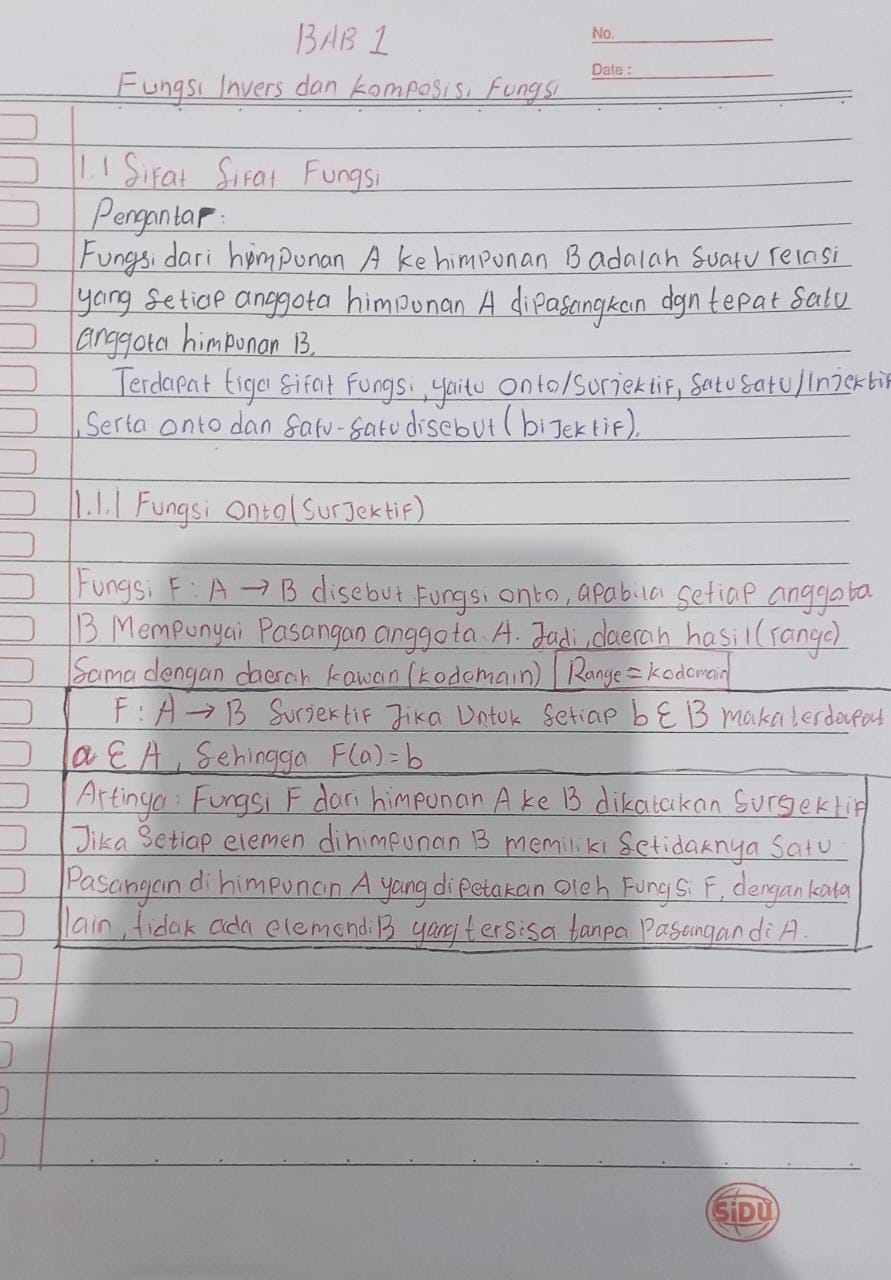 BAB 1
No.
Date :
Fungsi Invers dan Komposisi Fungsi
1.1 Sifat Sifat Fungsi
Pengantar:
Fungsi dari himpunan A ke himpunan B adalah suatu relasi
yang setiap anggota himpunan A dipasangkan dgn tepat satu
anggota himpunan B.
Terdapat tiga sifat Fungsi, yaitu onto/Surjektif, Satu satu/Injektif
, Serta onto dan satu-satu disebut (bijektif).
1.1.1 Fungsi Onto (Surjektif)
Fungsi F : A → B disebut Fungsi onto, apabila setiap anggota
B Mempunyai Pasangan anggota A. Jadi, daerah hasil (range)
Sama dengan daerah kawan (kodomain) Range = kodomain
F : A → B Surjektif Jika Untuk Setiap b ∈ B maka terdapat
a ∈ A, Sehingga F(a) = b
Artinya : Fungsi F dari himpunan A ke B dikatakan Surjektif
Jika Setiap elemen dihimpunan B memiliki Setidaknya Satu
Pasangan di himpunan A yang dipetakan oleh Fungsi F, dengan kata
lain, tidak ada elemen di B yang tersisa tanpa Pasangan di A.
SiDU